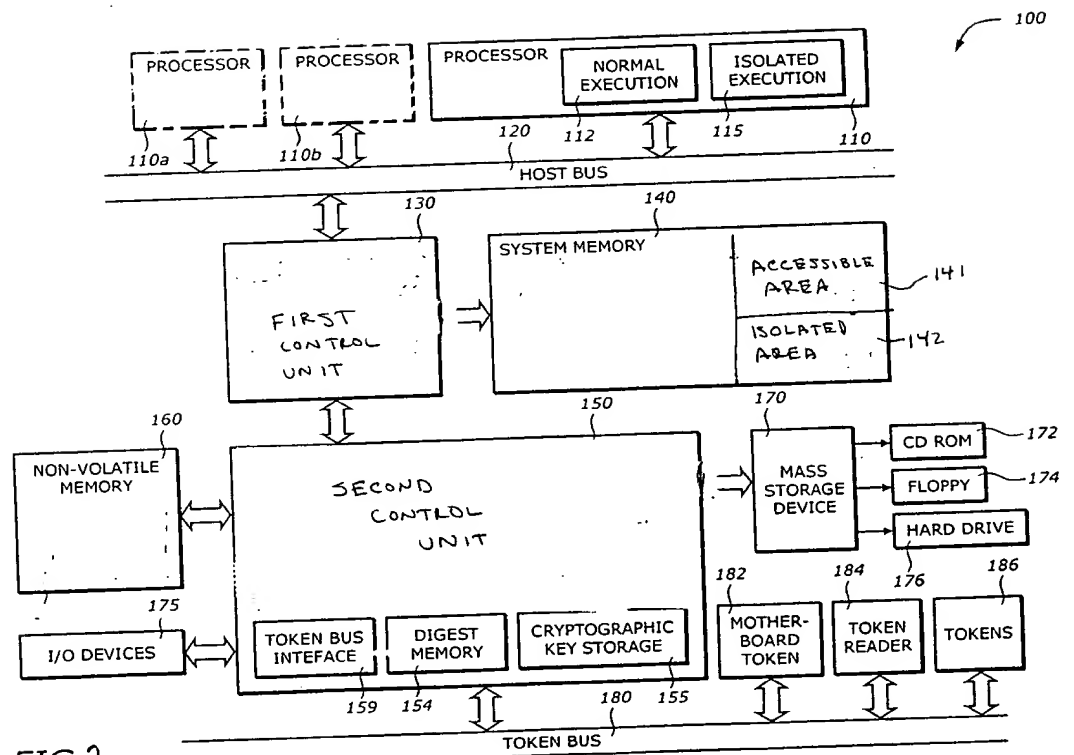 100
PROCESSOR
PROCESSOR
PROCESSOR
NORMAL
EXECUTION
ISOLATED
EXECUTION
110a
110b
120
112
115
110
HOST BUS
130
140
FIRST
CONTROL
UNIT
SYSTEM MEMORY
ACCESSIBLE
AREA
141
ISOLATED
AREA
142
160
150
170
NON-VOLATILE
MEMORY
SECOND
CONTROL
UNIT
MASS
STORAGE
DEVICE
CD ROM
172
FLOPPY
174
HARD DRIVE
176
175
I/O DEVICES
TOKEN BUS
INTEFACE
DIGEST
MEMORY
CRYPTOGRAPHIC
KEY STORAGE
159
154
155
182
184
186
MOTHER-
BOARD
TOKEN
TOKEN
READER
TOKENS
180
TOKEN BUS
FIG 2